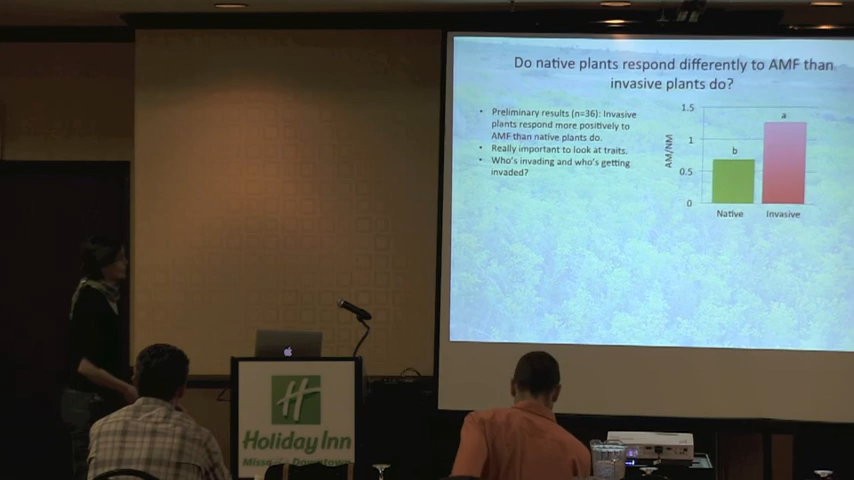 Do native plants respond differently to AMF than
invasive plants do?
• Preliminary results (n=36): Invasive
plants respond more positively to
AMF than native plants do.
• Really important to look at traits.
• Who's invading and who's getting
invaded?
AM/NM
1.5
1
0.5
0
b
a
Native
Invasive
H
Holiday Inn
Downtown